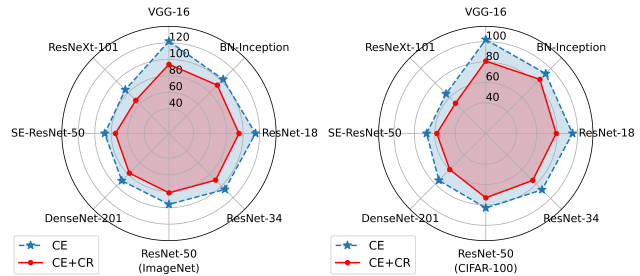 VGG-16
120
100
80
60
40
ResNeXt-101
BN-Inception
SE-ResNet-50
ResNet-18
DenseNet-201
ResNet-34
ResNet-50
(ImageNet)
CE
CE+CR
VGG-16
100
80
60
40
ResNeXt-101
BN-Inception
SE-ResNet-50
ResNet-18
DenseNet-201
ResNet-34
ResNet-50
(CIFAR-100)
CE
CE+CR